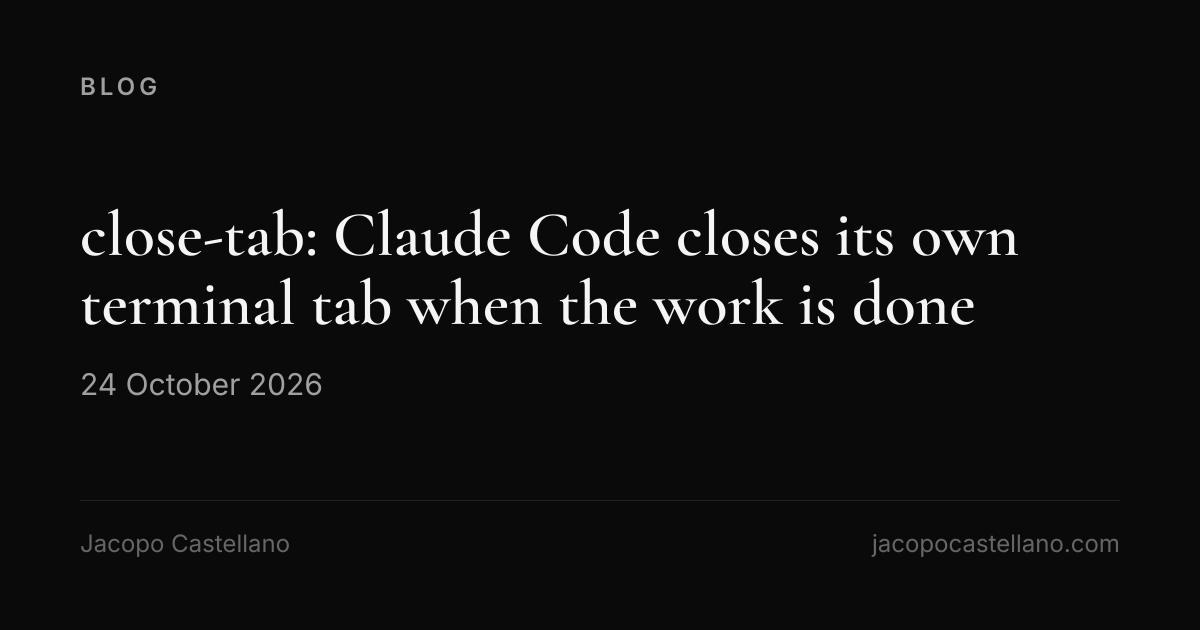 BLOG
close-tab: Claude Code closes its own
terminal tab when the work is done
24 October 2026
Jacopo Castellano
jacopocastellano.com